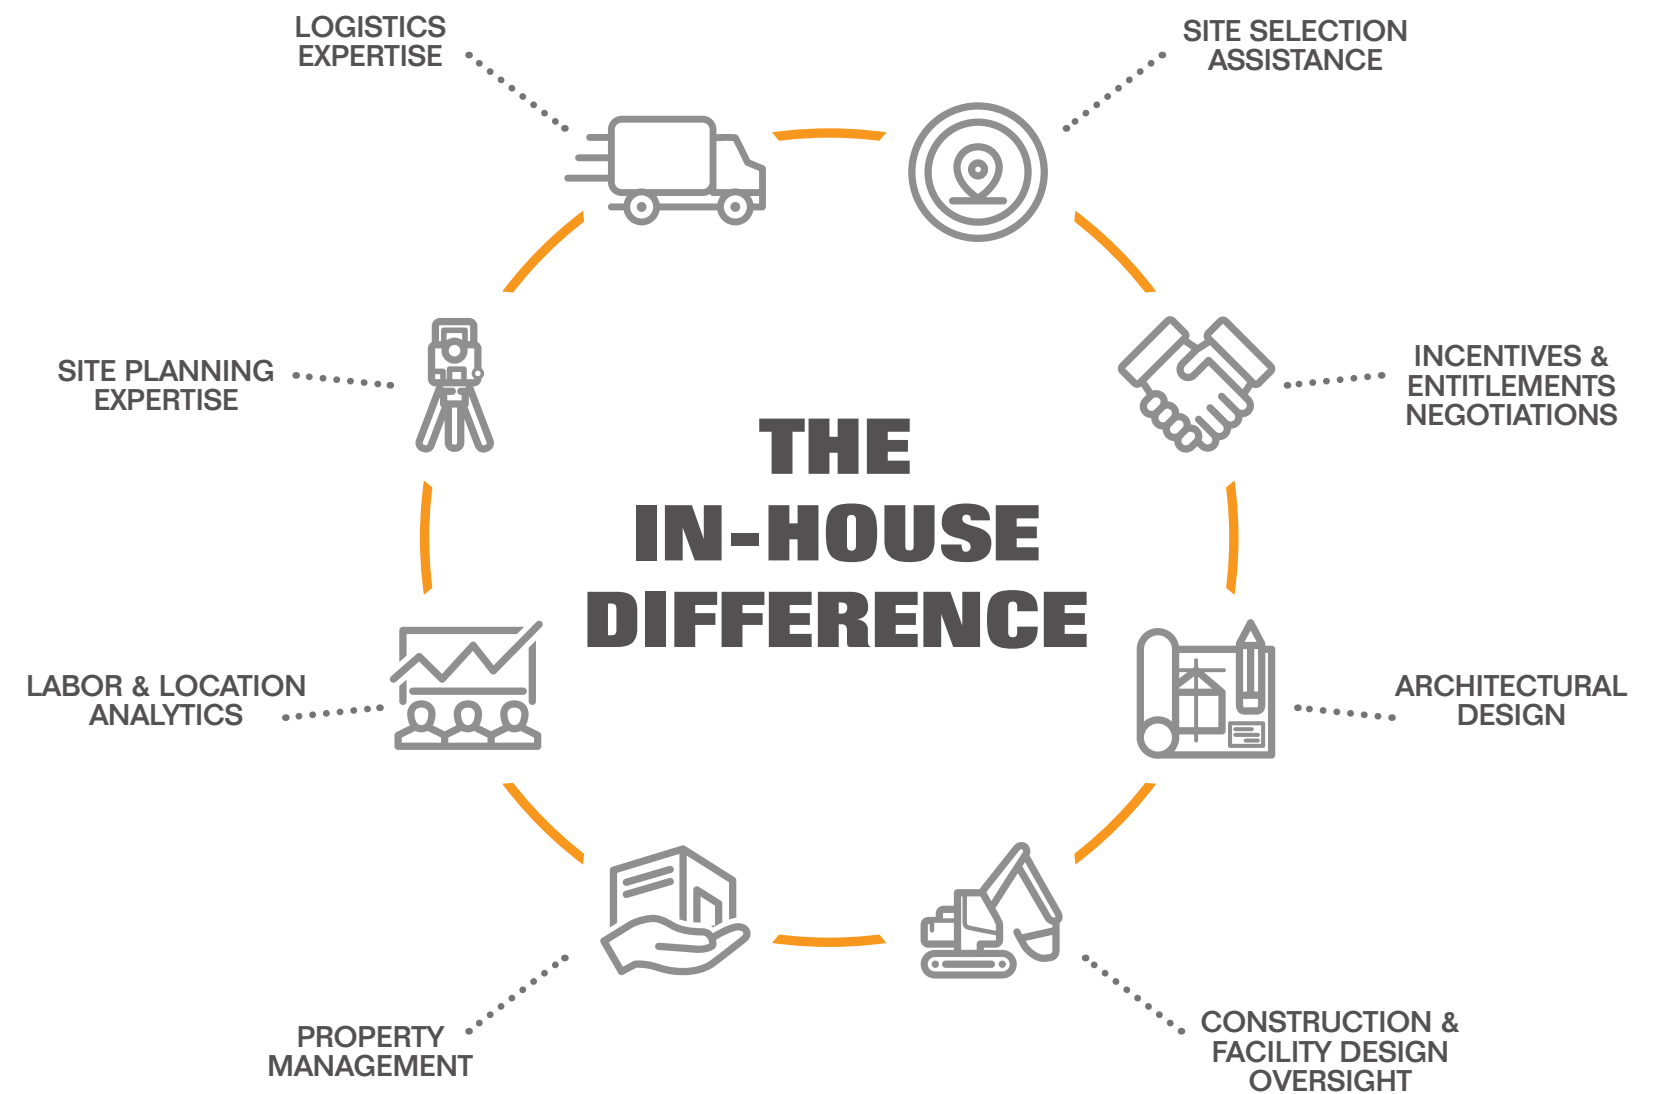 LOGISTICS
EXPERTISE
SITE SELECTION
ASSISTANCE
SITE PLANNING
EXPERTISE
INCENTIVES &
ENTITLEMENTS
NEGOTIATIONS
THE
IN-HOUSE
DIFFERENCE
LABOR & LOCATION
ANALYTICS
ARCHITECTURAL
DESIGN
PROPERTY
MANAGEMENT
CONSTRUCTION &
FACILITY DESIGN
OVERSIGHT